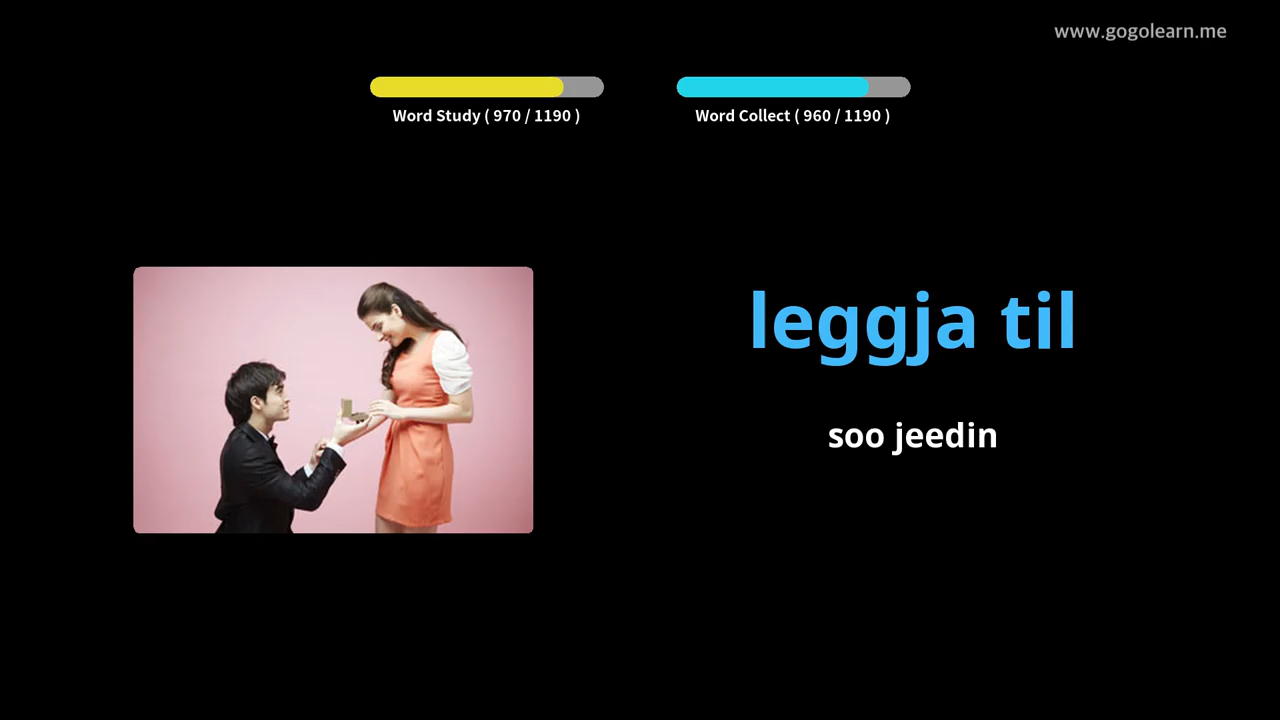 www.gogolearn.me
Word Study ( 970 / 1190 )
Word Collect ( 960 / 1190 )
leggja til
soo jeedin